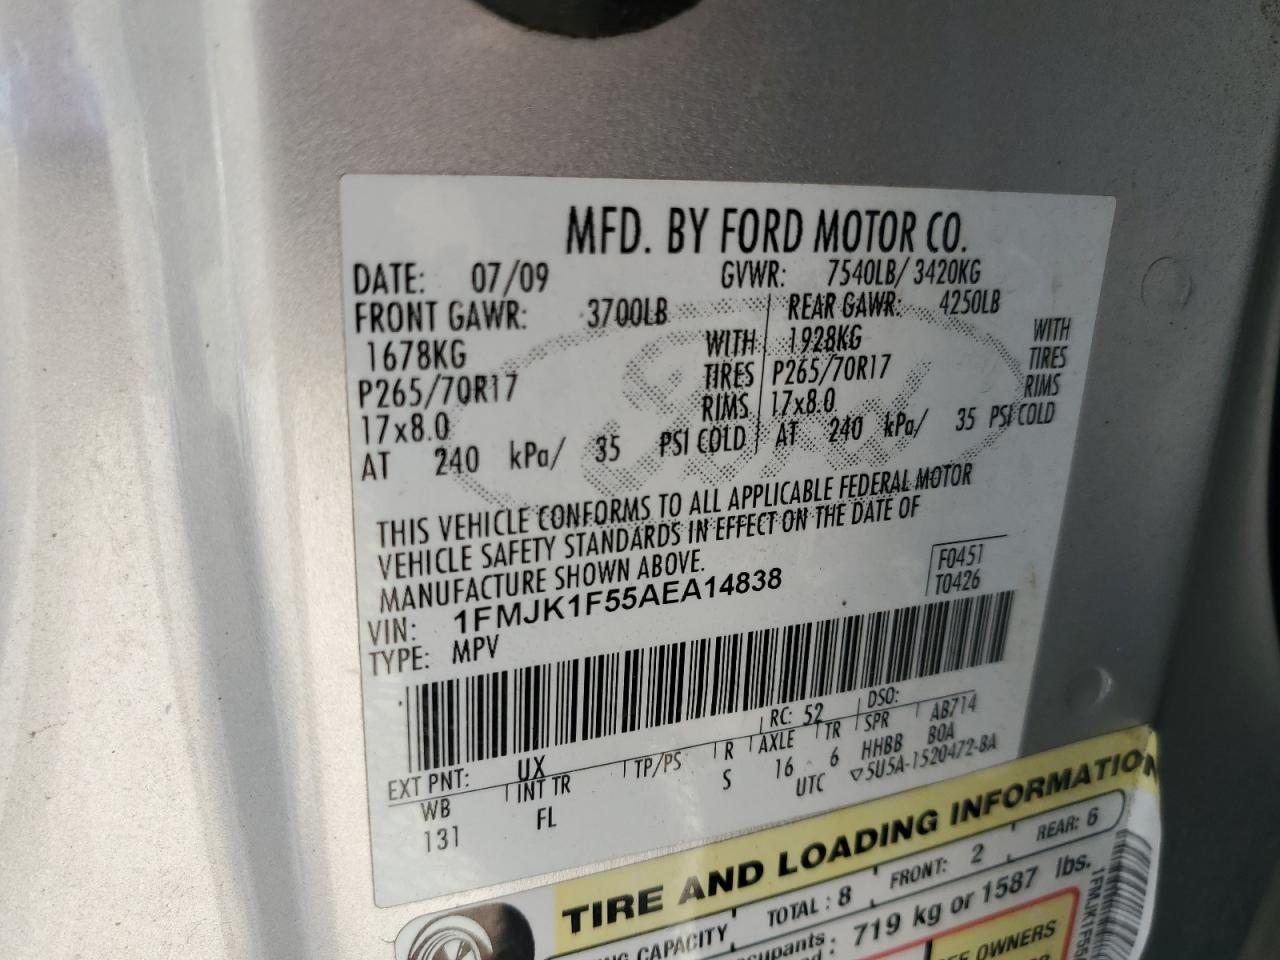 MFD. BY FORD MOTOR CO.
DATE: 07/09 GVWR: 7540LB/ 3420KG
FRONT GAWR: 3700LB REAR GAWR: 4250LB
1678KG WITH 1928KG WITH
P265/70R17 TIRES P265/70R17 TIRES
17x8.0 RIMS 17x8.0 RIMS
AT 240 kPa/ 35 PSI COLD AT 240 kPa/ 35 PSI COLD
THIS VEHICLE CONFORMS TO ALL APPLICABLE FEDERAL MOTOR
VEHICLE SAFETY STANDARDS IN EFFECT ON THE DATE OF
MANUFACTURE SHOWN ABOVE.
F0451
VIN: 1FMJK1F55AEA14838 T0426
TYPE: MPV
EXT PNT: UX RC: 52 DSO:
WB INT TR TP/PS R AXLE TR SPR AB714
131 FL S 16 6 HHBB BOA
UTC ▽5U5A-1520472-BA
TIRE AND LOADING INFORMATION
CAPACITY TOTAL : 8 FRONT: 2 REAR: 6
719 kg or 1587 lbs.
OWNERS
1FMJK1F55